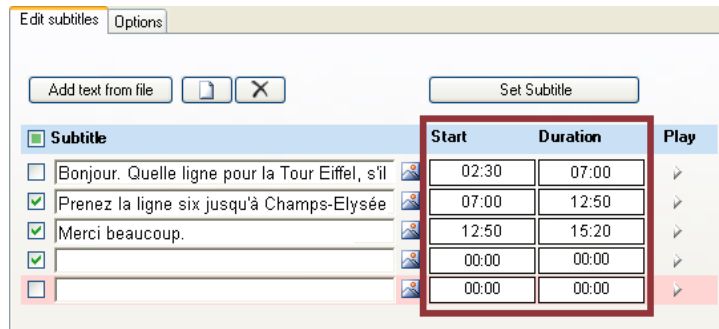 Edit subtitles Options
Add text from file Set Subtitle
Subtitle Start Duration Play
Bonjour. Quelle ligne pour la Tour Eiffel, s'il 02:30 07:00
Prenez la ligne six jusqu'à Champs-Elysée 07:00 12:50
Merci beaucoup. 12:50 15:20
00:00 00:00
00:00 00:00